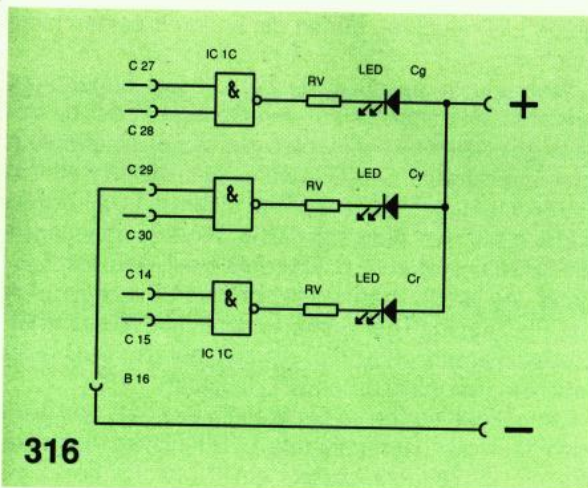 IC 1C
C 27
LED Cg
RV
&
+
C 28
C 29
LED Cy
RV
&
C 30
C 14
LED Cr
RV
&
C 15
IC 1C
B 16
316
−